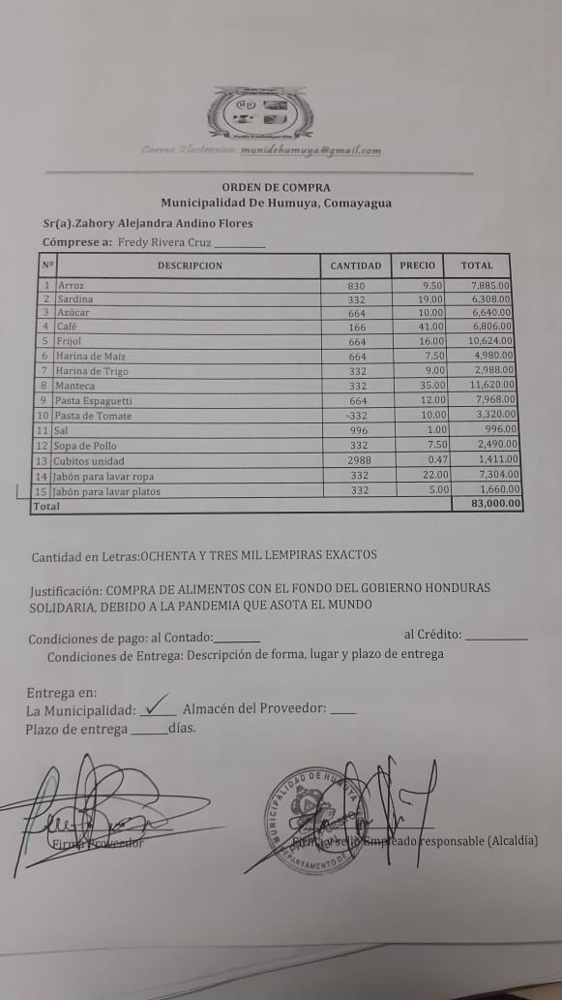 Correo Electrónico: munidehumuya@gmail.com
ORDEN DE COMPRA
Municipalidad De Humuya, Comayagua
Sr(a).Zahory Alejandra Andino Flores
Cómprese a: Fredy Rivera Cruz
Nº DESCRIPCION CANTIDAD PRECIO TOTAL
1 Arroz 830 9.50 7,885.00
2 Sardina 332 19.00 6,308.00
3 Azúcar 664 10.00 6,640.00
4 Café 166 41.00 6,806.00
5 Frijol 664 16.00 10,624.00
6 Harina de Maíz 664 7.50 4,980.00
7 Harina de Trigo 332 9.00 2,988.00
8 Manteca 332 35.00 11,620.00
9 Pasta Espaguetti 664 12.00 7,968.00
10 Pasta de Tomate -332 10.00 3,320.00
11 Sal 996 1.00 996.00
12 Sopa de Pollo 332 7.50 2,490.00
13 Cubitos unidad 2988 0.47 1,411.00
14 Jabón para lavar ropa 332 22.00 7,304.00
15 Jabón para lavar platos 332 5.00 1,660.00
Total 83,000.00
Cantidad en Letras:OCHENTA Y TRES MIL LEMPIRAS EXACTOS
Justificación: COMPRA DE ALIMENTOS CON EL FONDO DEL GOBIERNO HONDURAS
SOLIDARIA, DEBIDO A LA PANDEMIA QUE ASOTA EL MUNDO
Condiciones de pago: al Contado:________ al Crédito: __________
Condiciones de Entrega: Descripción de forma, lugar y plazo de entrega
Entrega en:
La Municipalidad: ___✓___ Almacén del Proveedor: ____
Plazo de entrega ______días.
MUNICIPALIDAD DE HUMUYA
DEPARTAMENTO DE
Firma Proveedor
Firma y sello Empleado responsable (Alcaldía)